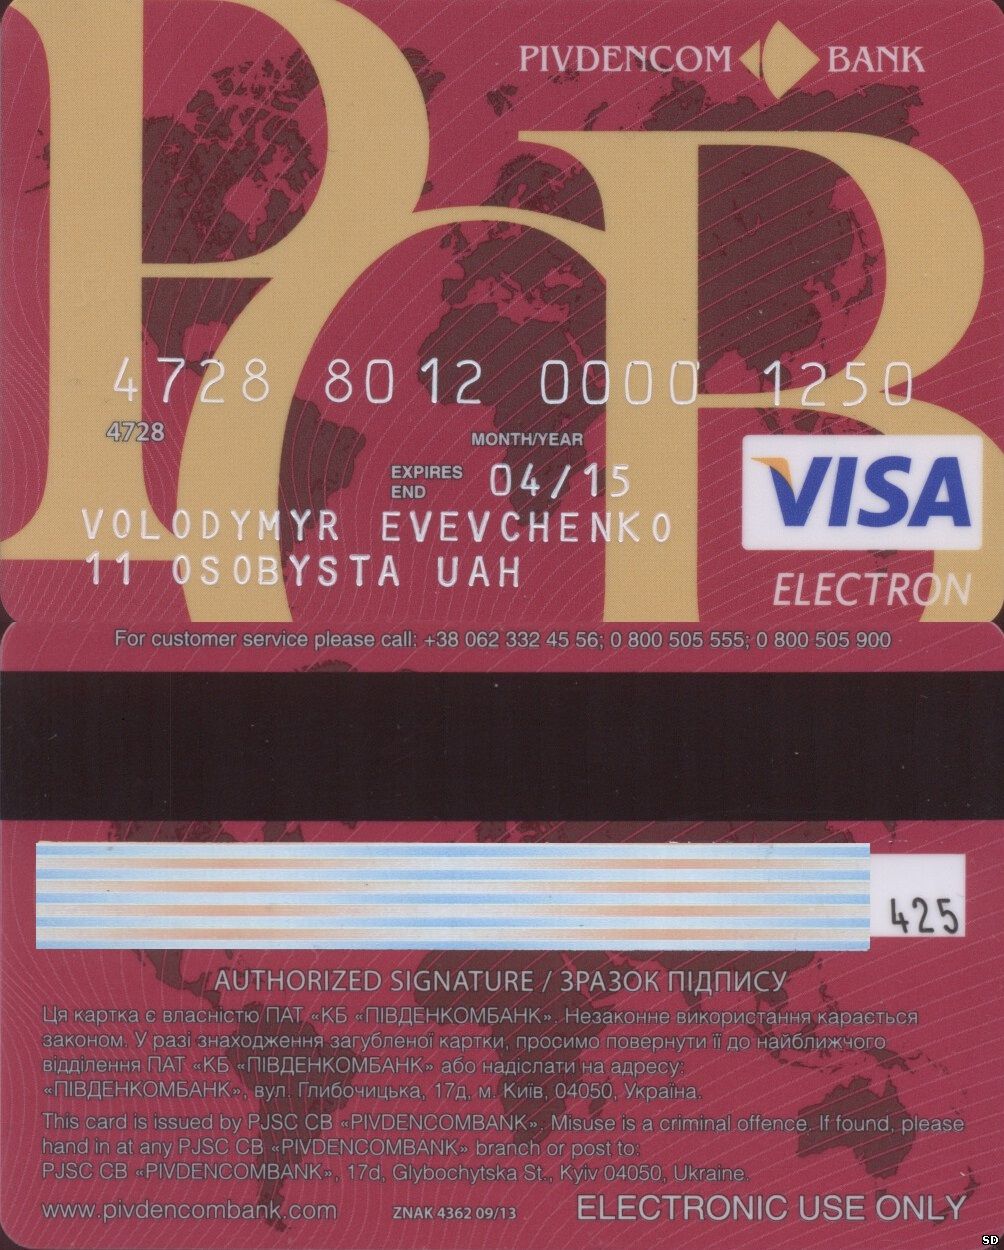 PIVDENCOM BANK
4728 8012 0000 1250
4728
MONTH/YEAR
EXPIRES
END
04/15
VISA
VOLODYMYR EVEVCHENKO
11 OSOBYSTA UAH
ELECTRON
For customer service please call: +38 062 332 45 56; 0 800 505 555; 0 800 505 900
425
AUTHORIZED SIGNATURE / ЗРАЗОК ПІДПИСУ
Ця картка є власністю ПАТ «КБ «ПІВДЕНКОМБАНК». Незаконне використання карається
законом. У разі знаходження загубленої картки, просимо повернути її до найближчого
відділення ПАТ «КБ «ПІВДЕНКОМБАНК» або надіслати на адресу:
«ПІВДЕНКОМБАНК», вул. Глибочицька, 17д, м. Київ, 04050, Україна.
This card is issued by PJSC CB «PIVDENCOMBANK». Misuse is a criminal offence. If found, please
hand in at any PJSC CB «PIVDENCOMBANK» branch or post to:
PJSC CB «PIVDENCOMBANK», 17d, Glybochytska St., Kyiv 04050, Ukraine.
www.pivdencombank.com
ZNAK 4362 09/13
ELECTRONIC USE ONLY
SD